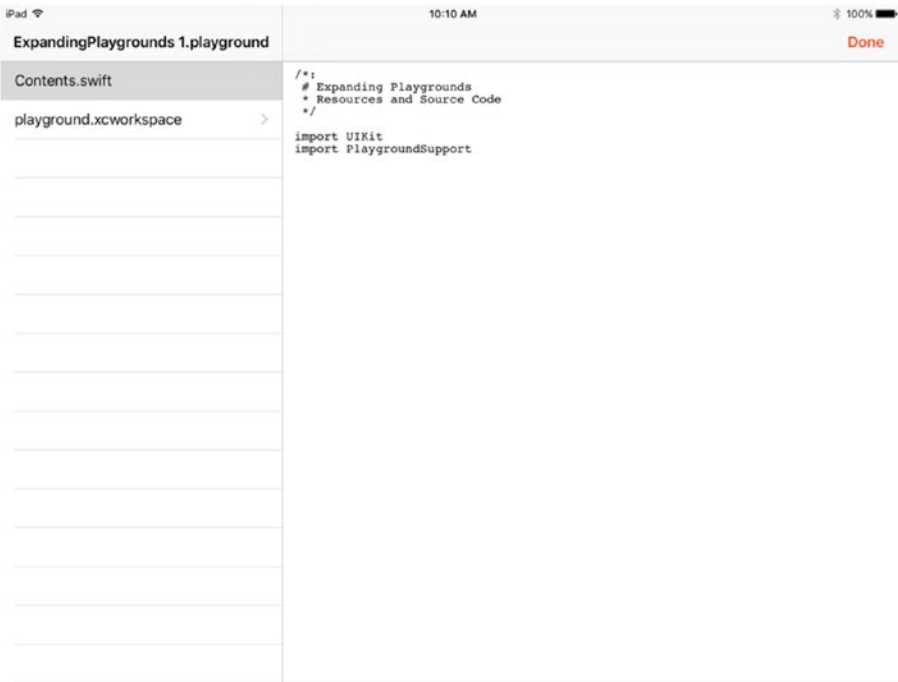 iPad
10:10 AM
100%
ExpandingPlaygrounds 1.playground
Done
Contents.swift
playground.xcworkspace
/*:
# Expanding Playgrounds
* Resources and Source Code
*/
import UIKit
import PlaygroundSupport